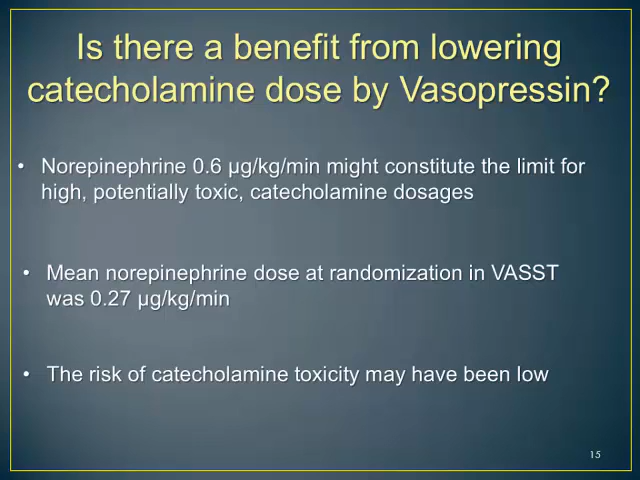 Is there a benefit from lowering
catecholamine dose by Vasopressin?
• Norepinephrine 0.6 µg/kg/min might constitute the limit for
high, potentially toxic, catecholamine dosages
• Mean norepinephrine dose at randomization in VASST
was 0.27 µg/kg/min
• The risk of catecholamine toxicity may have been low
15